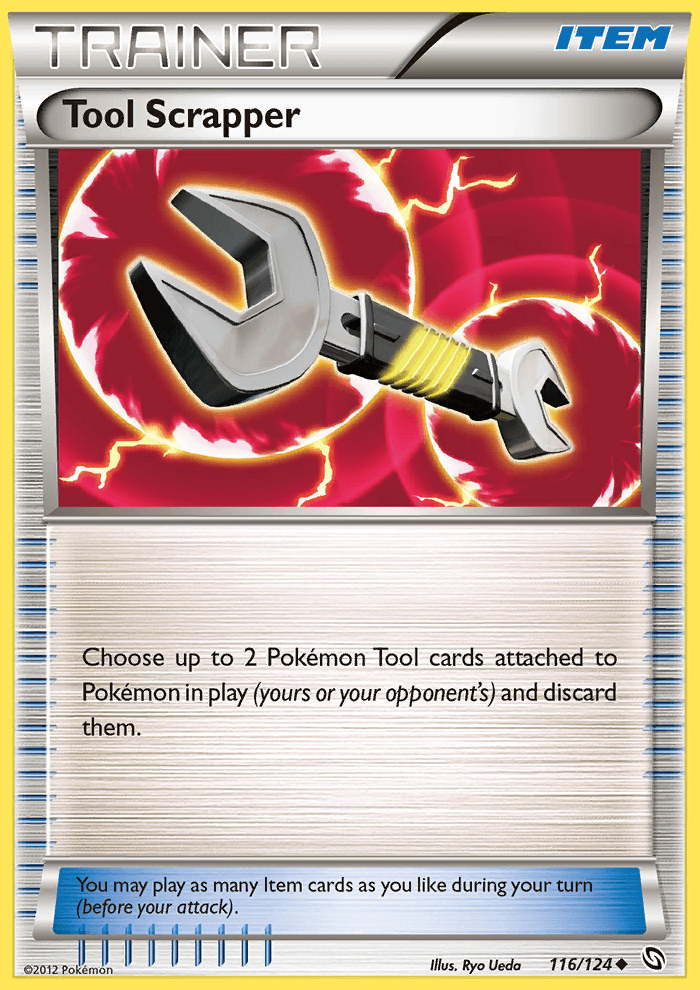 TRAINER
ITEM
Tool Scrapper
Choose up to 2 Pokémon Tool cards attached to
Pokémon in play (yours or your opponent's) and discard
them.
You may play as many Item cards as you like during your turn
(before your attack).
©2012 Pokémon
Illus. Ryo Ueda
116/124